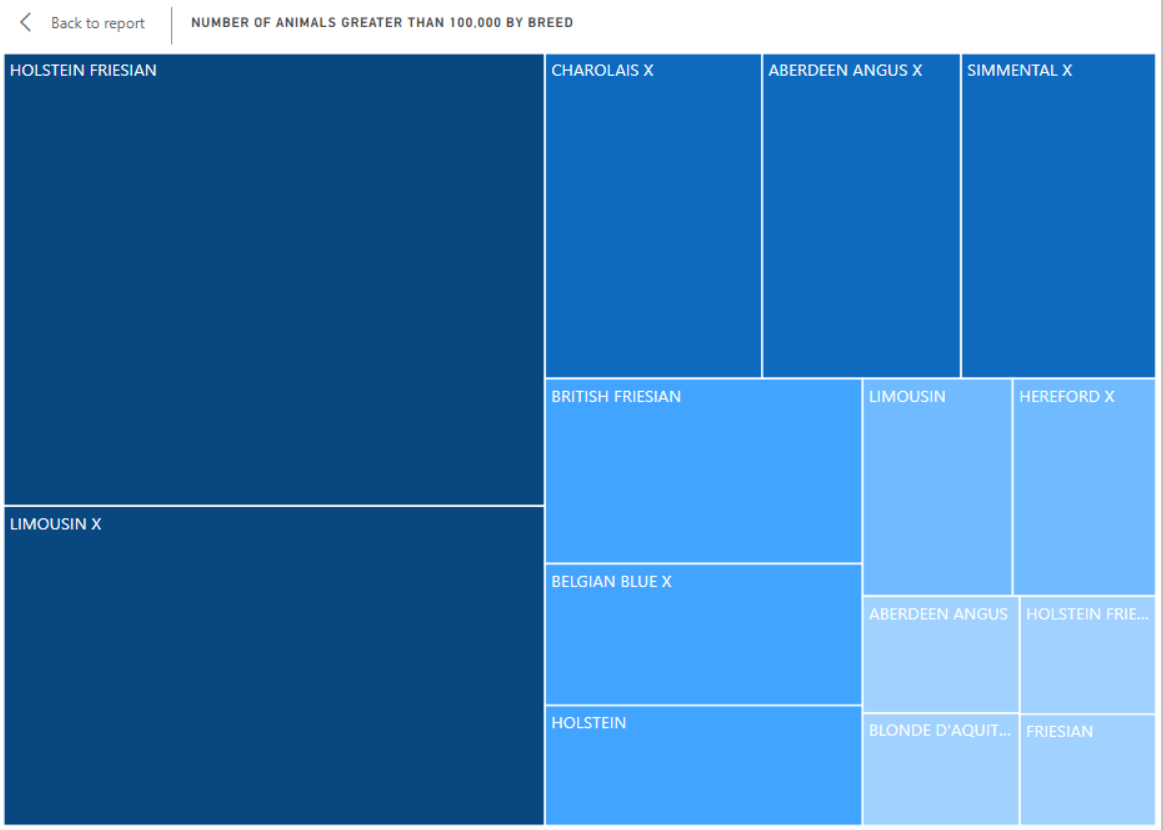 Back to report
NUMBER OF ANIMALS GREATER THAN 100,000 BY BREED
HOLSTEIN FRIESIAN
CHAROLAIS X
ABERDEEN ANGUS X
SIMMENTAL X
BRITISH FRIESIAN
LIMOUSIN
HEREFORD X
LIMOUSIN X
BELGIAN BLUE X
ABERDEEN ANGUS
HOLSTEIN FRIE...
HOLSTEIN
BLONDE D'AQUIT...
FRIESIAN